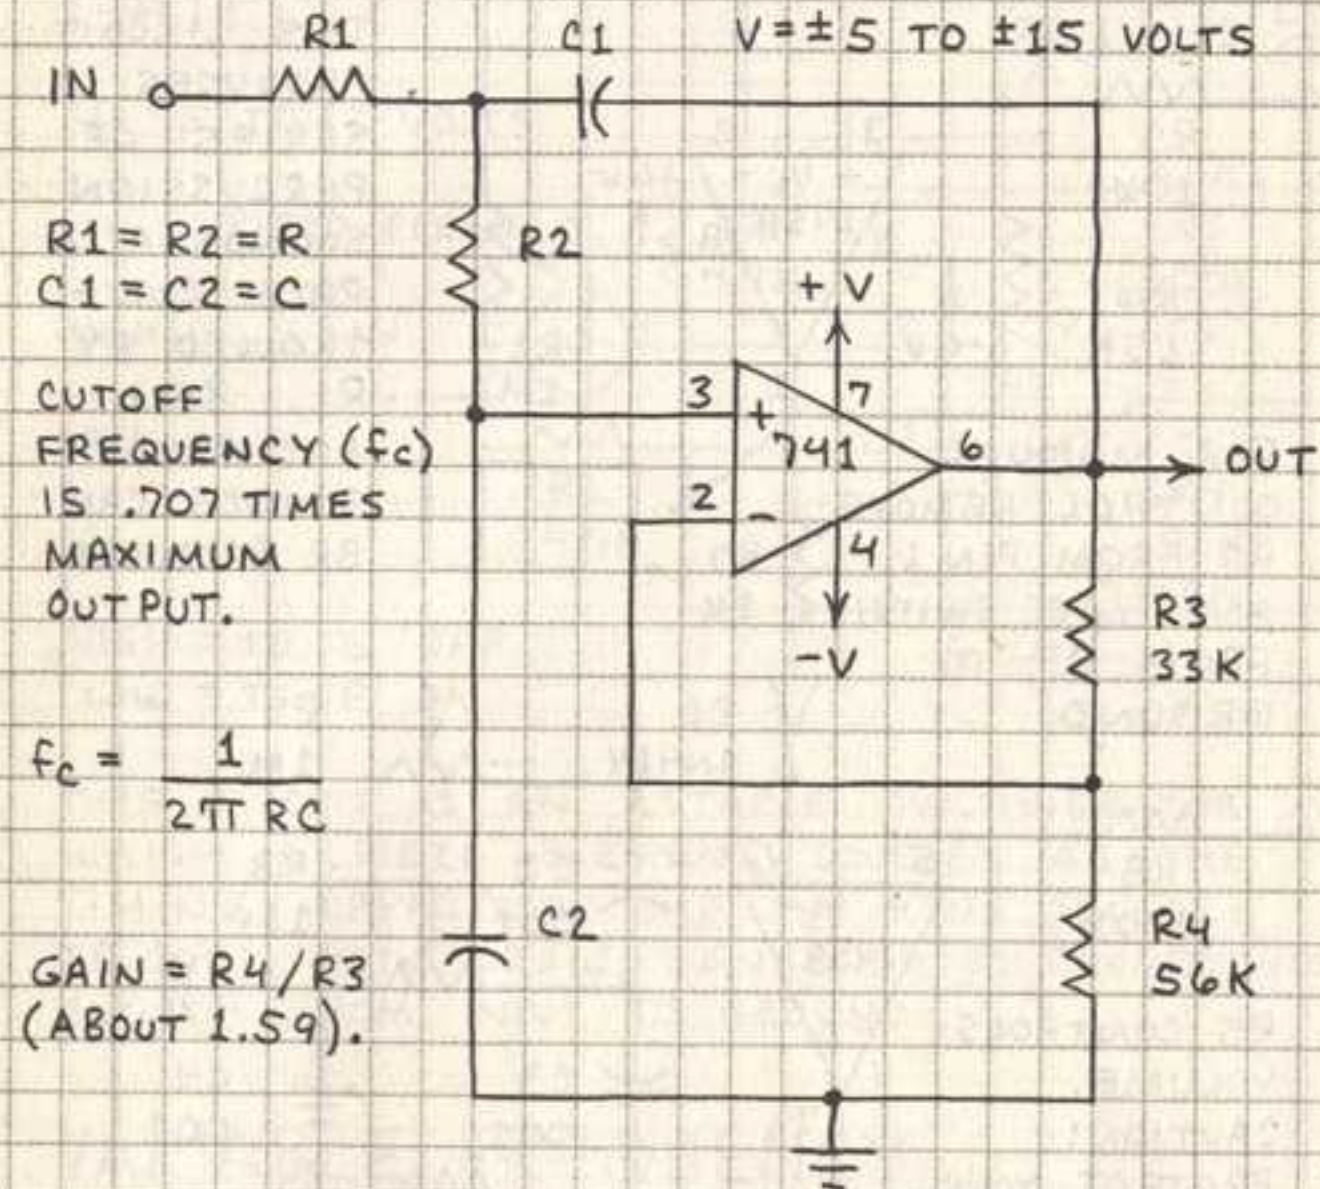 R1
C1
V = ±5 TO ±15 VOLTS
IN
R1 = R2 = R
C1 = C2 = C
R2
+V
CUTOFF
FREQUENCY (fc)
IS .707 TIMES
MAXIMUM
OUTPUT.
3
+
7
741
6
OUT
2
-
4
-V
R3
33K
fc = 1
2π RC
C2
R4
56K
GAIN = R4/R3
(ABOUT 1.59).